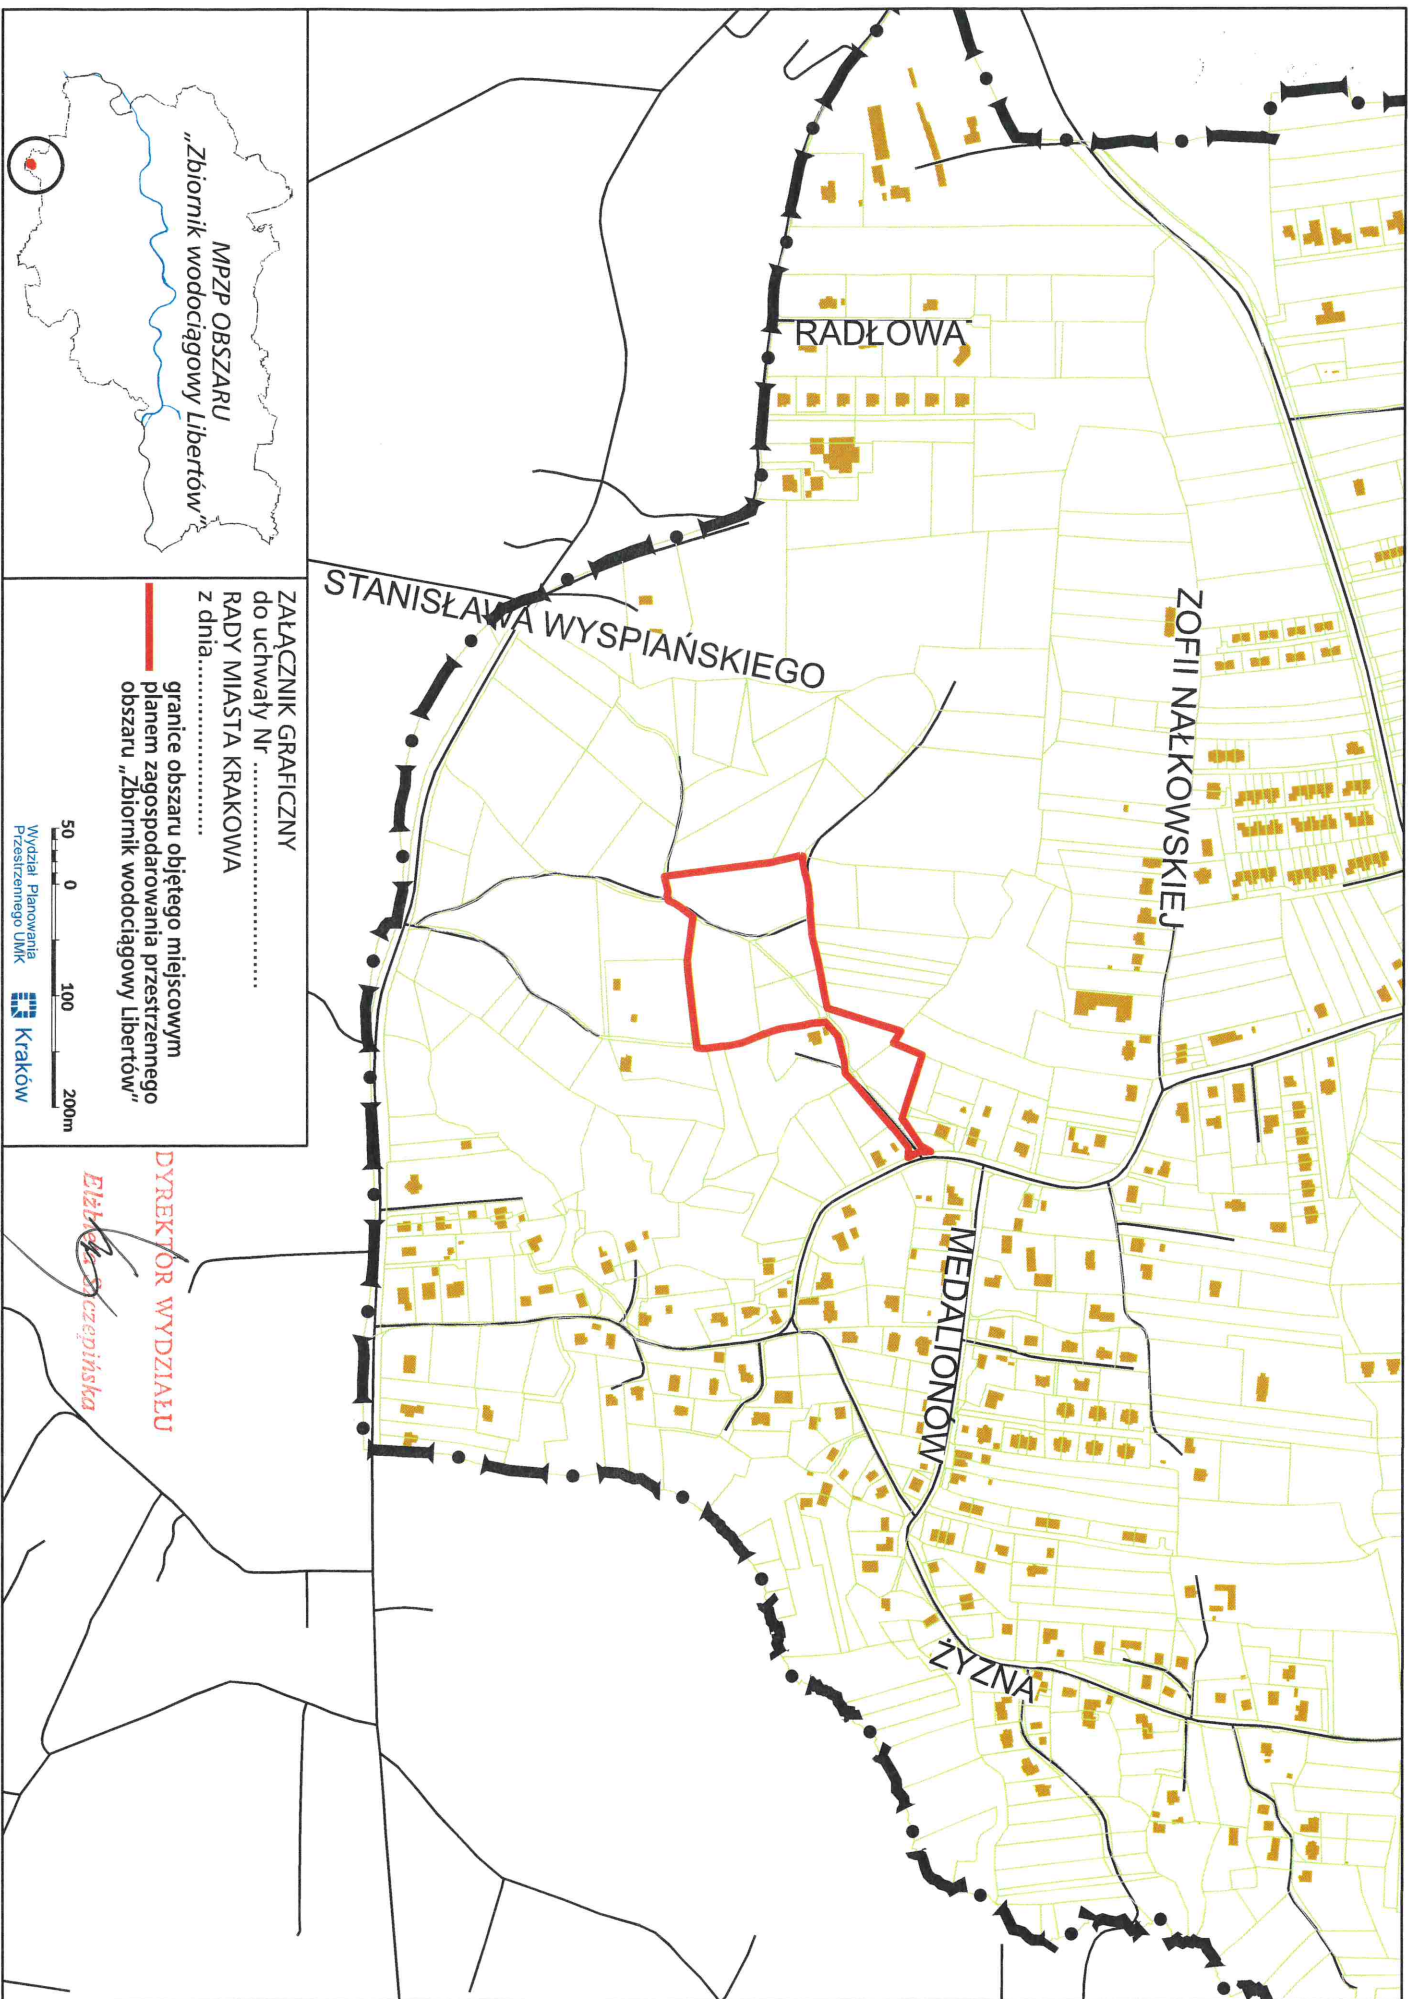 ZOFII NAŁKOWSKIEJ
RADŁOWA
STANISŁAWA WYSPIAŃSKIEGO
MEDALIONÓW
ŻYZNA
MPZP OBSZARU
„Zbiornik wodociągowy Libertów”
ZAŁĄCZNIK GRAFICZNY
do uchwały Nr ..............................
RADY MIASTA KRAKOWA
z dnia......................
granice obszaru objętego miejscowym
planem zagospodarowania przestrzennego
obszaru „Zbiornik wodociągowy Libertów”
50 0 100 200m
Wydział Planowania
Przestrzennego UMK
Kraków
DYREKTOR WYDZIAŁU
Elżbieta Szczepińska